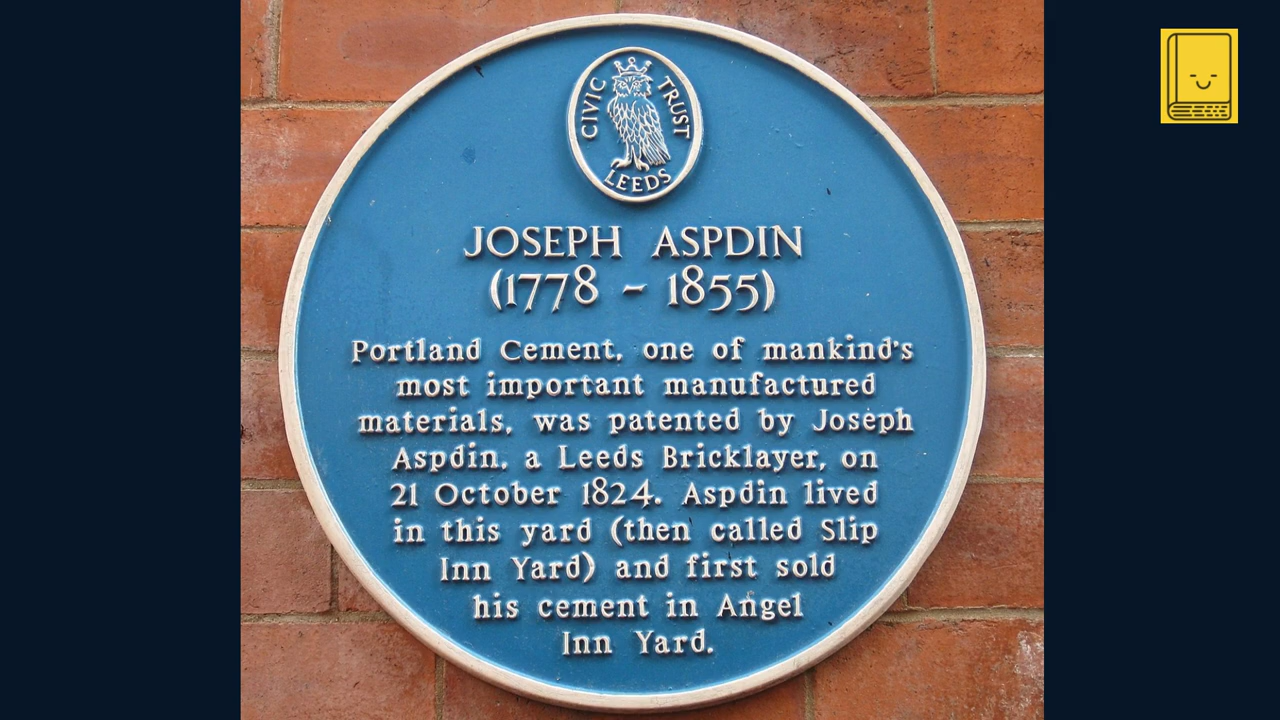 CIVIC TRUST
LEEDS
JOSEPH ASPDIN
(1778 - 1855)
Portland Cement, one of mankind's
most important manufactured
materials, was patented by Joseph
Aspdin, a Leeds Bricklayer, on
21 October 1824. Aspdin lived
in this yard (then called Slip
Inn Yard) and first sold
his cement in Angel
Inn Yard.